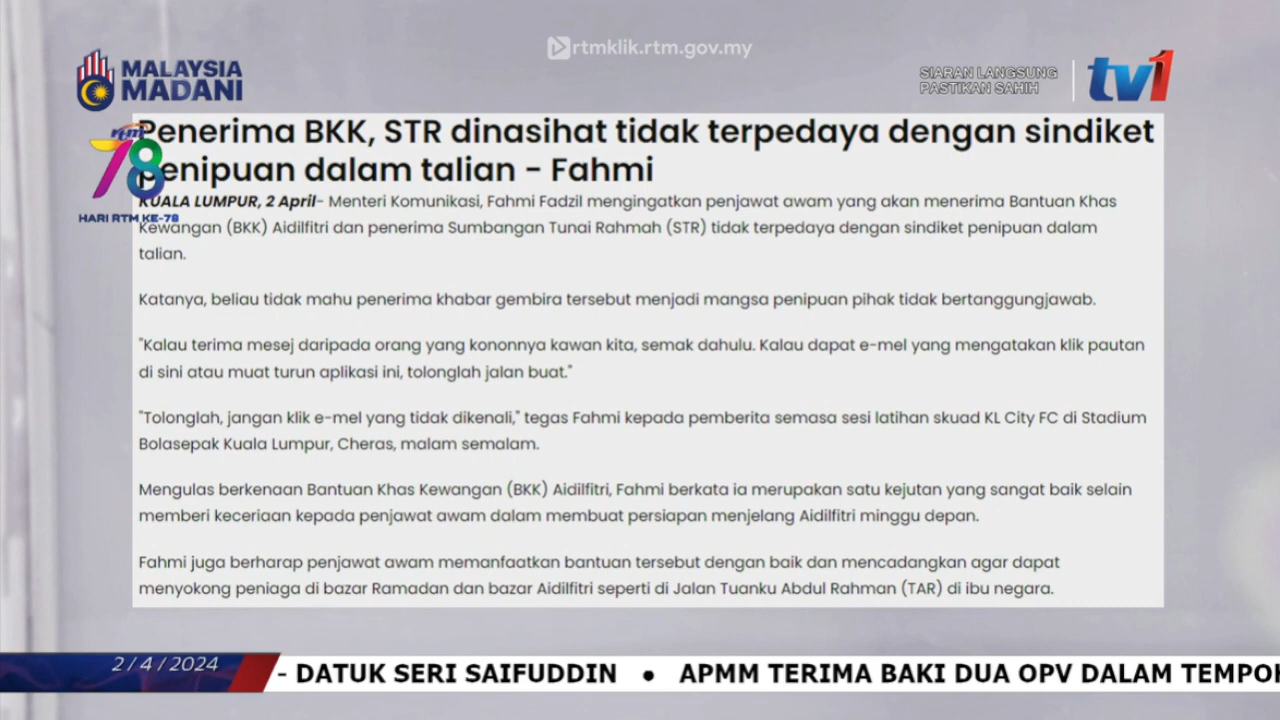 rtmklik.rtm.gov.my
MALAYSIA
MADANI
SIARAN LANGSUNG
PASTIKAN SAHIH
tv1
rtm
78
HARI RTM KE-78
Penerima BKK, STR dinasihat tidak terpedaya dengan sindiket
penipuan dalam talian - Fahmi
KUALA LUMPUR, 2 April- Menteri Komunikasi, Fahmi Fadzil mengingatkan penjawat awam yang akan menerima Bantuan Khas
Kewangan (BKK) Aidilfitri dan penerima Sumbangan Tunai Rahmah (STR) tidak terpedaya dengan sindiket penipuan dalam
talian.
Katanya, beliau tidak mahu penerima khabar gembira tersebut menjadi mangsa penipuan pihak tidak bertanggungjawab.
"Kalau terima mesej daripada orang yang kononnya kawan kita, semak dahulu. Kalau dapat e-mel yang mengatakan klik pautan
di sini atau muat turun aplikasi ini, tolonglah jalan buat."
"Tolonglah, jangan klik e-mel yang tidak dikenali," tegas Fahmi kepada pemberita semasa sesi latihan skuad KL City FC di Stadium
Bolasepak Kuala Lumpur, Cheras, malam semalam.
Mengulas berkenaan Bantuan Khas Kewangan (BKK) Aidilfitri, Fahmi berkata ia merupakan satu kejutan yang sangat baik selain
memberi keceriaan kepada penjawat awam dalam membuat persiapan menjelang Aidilfitri minggu depan.
Fahmi juga berharap penjawat awam memanfaatkan bantuan tersebut dengan baik dan mencadangkan agar dapat
menyokong peniaga di bazar Ramadan dan bazar Aidilfitri seperti di Jalan Tuanku Abdul Rahman (TAR) di ibu negara.
2/4/2024
- DATUK SERI SAIFUDDIN • APMM TERIMA BAKI DUA OPV DALAM TEMPOH